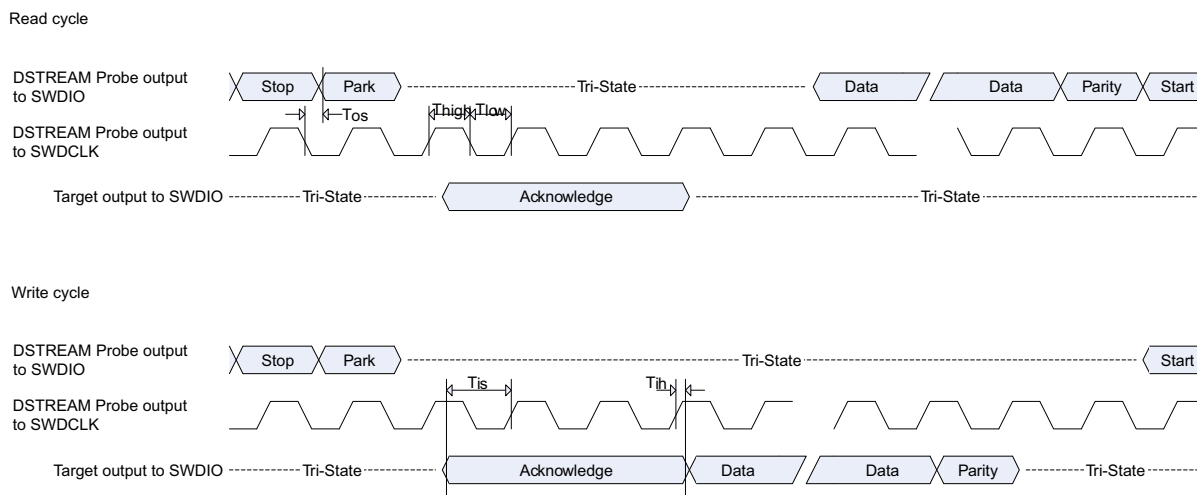 Read cycle
DSTREAM Probe output
to SWDIO
Stop
Park
Tri-State
Data
Data
Parity
Start
Tos
Thigh
Tlow
DSTREAM Probe output
to SWDCLK
Target output to SWDIO
Tri-State
Acknowledge
Tri-State
Write cycle
DSTREAM Probe output
to SWDIO
Stop
Park
Tri-State
Start
Tis
Tih
DSTREAM Probe output
to SWDCLK
Target output to SWDIO
Tri-State
Acknowledge
Data
Data
Parity
Tri-State